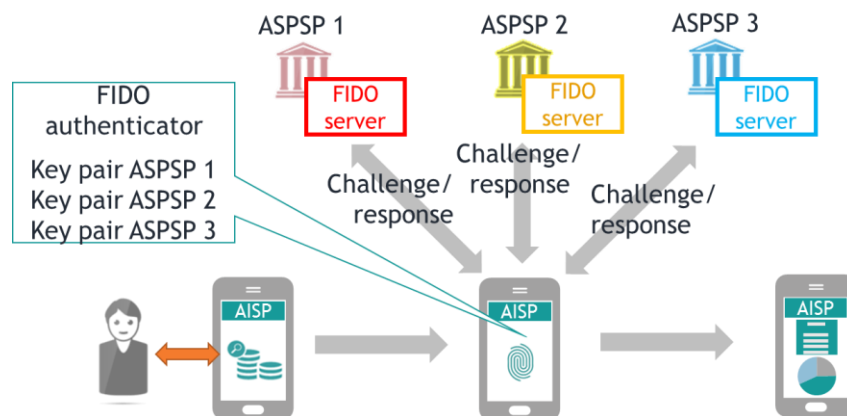 ASPSP 1
ASPSP 2
ASPSP 3
FIDO
server
FIDO
server
FIDO
server
FIDO
authenticator
Key pair ASPSP 1
Key pair ASPSP 2
Key pair ASPSP 3
Challenge/
response
Challenge/
response
Challenge/
response
AISP
AISP
AISP